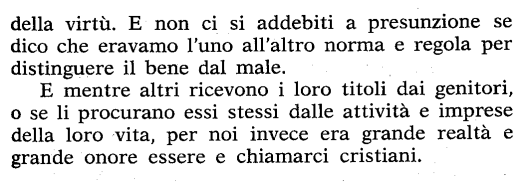 della virtù. E non ci si addebiti a presunzione se
dico che eravamo l'uno all'altro norma e regola per
distinguere il bene dal male.
E mentre altri ricevono i loro titoli dai genitori,
o se li procurano essi stessi dalle attività e imprese
della loro vita, per noi invece era grande realtà e
grande onore essere e chiamarci cristiani.